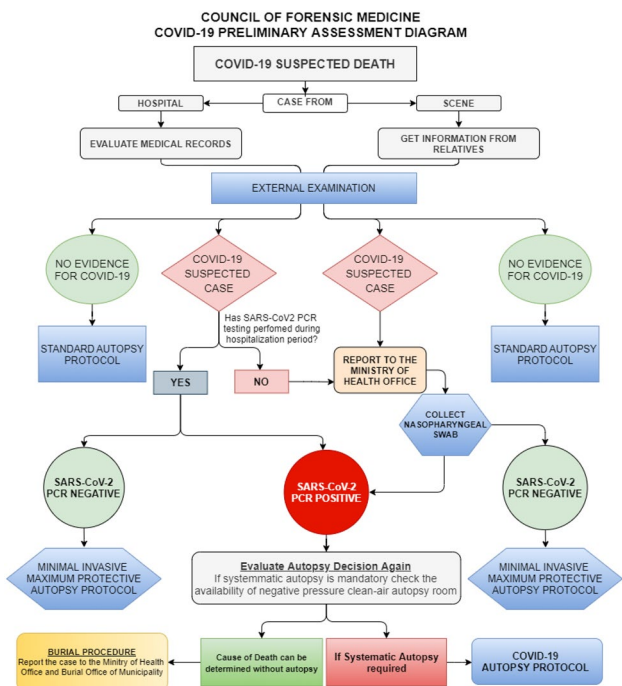 COUNCIL OF FORENSIC MEDICINE
COVID-19 PRELIMINARY ASSESSMENT DIAGRAM
COVID-19 SUSPECTED DEATH
HOSPITAL
CASE FROM
SCENE
EVALUATE MEDICAL RECORDS
GET INFORMATION FROM
RELATIVES
EXTERNAL EXAMINATION
NO EVIDENCE
FOR COVID-19
COVID-19
SUSPECTED
CASE
COVID-19
SUSPECTED
CASE
NO EVIDENCE
FOR COVID-19
Has SARS-CoV2 PCR
testing perfomed during
hospitalization period?
STANDARD AUTOPSY
PROTOCOL
YES
NO
REPORT TO THE
MINISTRY OF
HEALTH OFFICE
STANDARD AUTOPSY
PROTOCOL
COLLECT
NASOPHARYNGEAL
SWAB
SARS-CoV-2
PCR NEGATIVE
SARS-CoV-2
PCR POSITIVE
SARS-CoV-2
PCR NEGATIVE
MINIMAL INVASIVE
MAXIMUM PROTECTIVE
AUTOPSY PROTOCOL
Evaluate Autopsy Decision Again
If systemmatic autopsy is mandatory check the
availability of negative pressure clean-air autopsy room
MINIMAL INVASIVE
MAXIMUM PROTECTIVE
AUTOPSY PROTOCOL
BURIAL PROCEDURE
Report the case to the Minitry of Health
Office and Burial Office of Municipality
Cause of Death can be
determined without autopsy
If Systematic Autopsy
required
COVID-19
AUTOPSY PROTOCOL